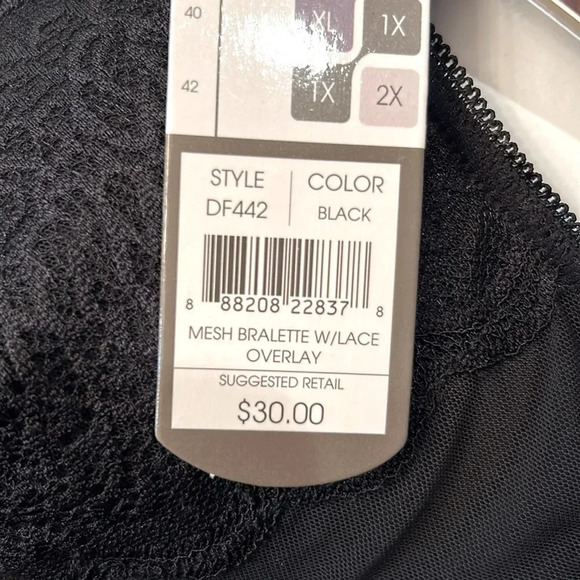 40 XL 1X
42 1X 2X
STYLE COLOR
DF442 BLACK
8 88208 22837 8
MESH BRALETTE W/LACE
OVERLAY
SUGGESTED RETAIL
$30.00